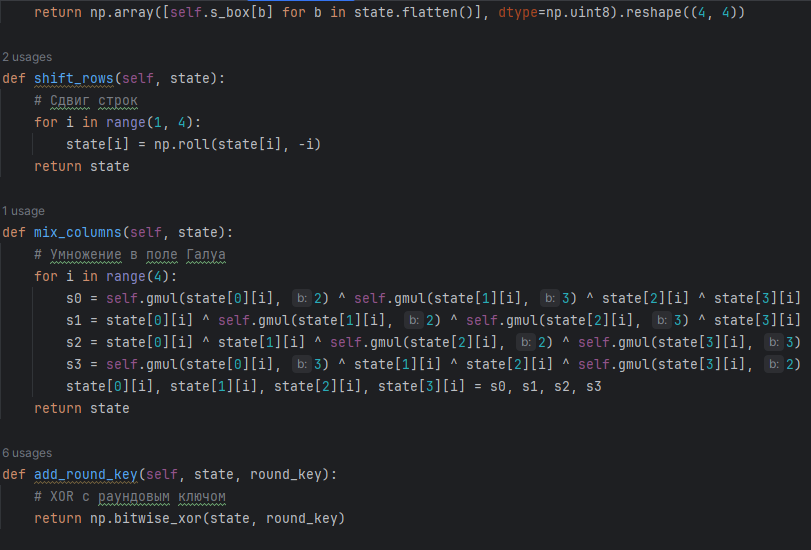 return np.array([self.s_box[b] for b in state.flatten()], dtype=np.uint8).reshape((4, 4))
2 usages
def shift_rows(self, state):
    # Сдвиг строк
    for i in range(1, 4):
        state[i] = np.roll(state[i], -i)
    return state
1 usage
def mix_columns(self, state):
    # Умножение в поле Галуа
    for i in range(4):
        s0 = self.gmul(state[0][i], b: 2) ^ self.gmul(state[1][i], b: 3) ^ state[2][i] ^ state[3][i]
        s1 = state[0][i] ^ self.gmul(state[1][i], b: 2) ^ self.gmul(state[2][i], b: 3) ^ state[3][i]
        s2 = state[0][i] ^ state[1][i] ^ self.gmul(state[2][i], b: 2) ^ self.gmul(state[3][i], b: 3)
        s3 = self.gmul(state[0][i], b: 3) ^ state[1][i] ^ state[2][i] ^ self.gmul(state[3][i], b: 2)
        state[0][i], state[1][i], state[2][i], state[3][i] = s0, s1, s2, s3
    return state
6 usages
def add_round_key(self, state, round_key):
    # XOR с раундовым ключом
    return np.bitwise_xor(state, round_key)